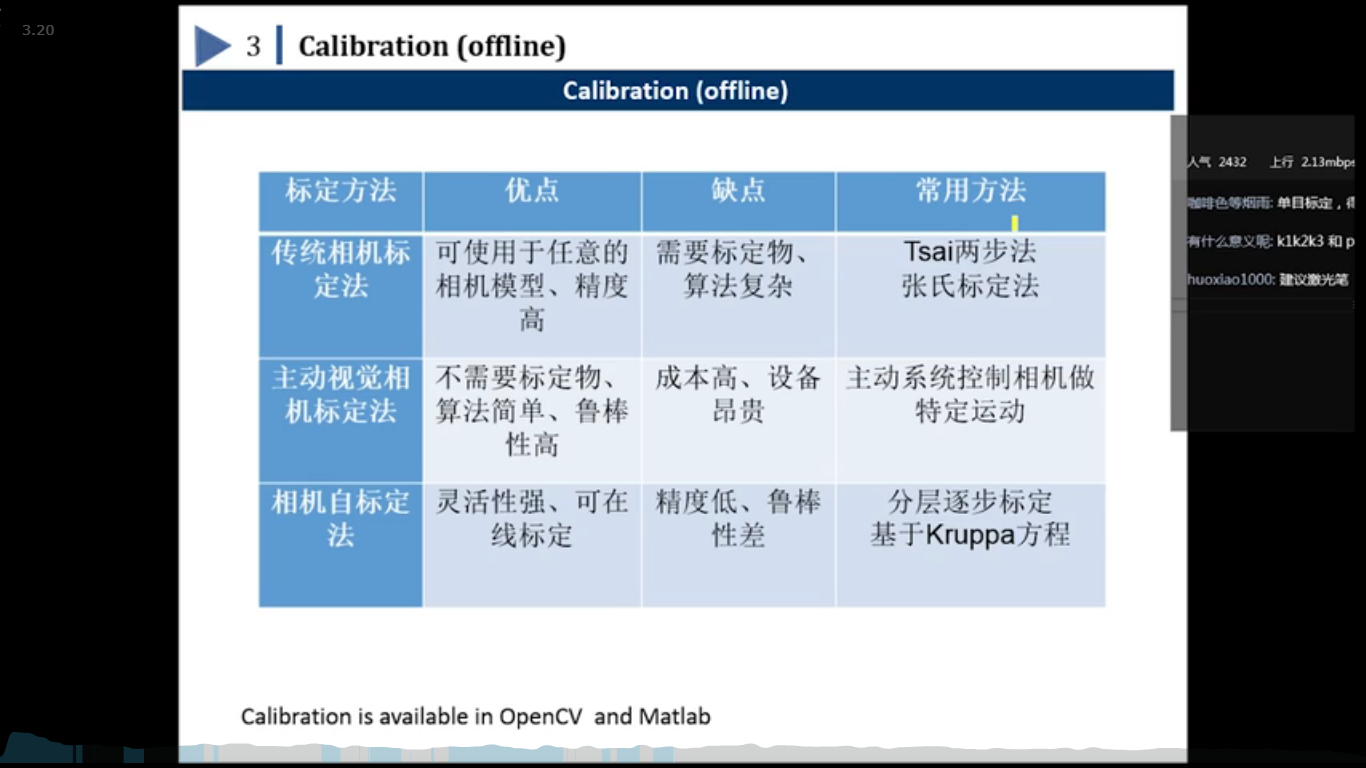 3.20
3
Calibration (offline)
Calibration (offline)
标定方法
优点
缺点
常用方法
传统相机标
定法
可使用于任意的
相机模型、精度
高
需要标定物、
算法复杂
Tsai两步法
张氏标定法
主动视觉相
机标定法
不需要标定物、
算法简单、鲁棒
性高
成本高、设备
昂贵
主动系统控制相机做
特定运动
相机自标定
法
灵活性强、可在
线标定
精度低、鲁棒
性差
分层逐步标定
基于Kruppa方程
Calibration is available in OpenCV and Matlab
人气 2432 上行 2.13mbps
咖啡色等烟雨: 单目标定，
有什么意义呢: k1k2k3 和 p
huoxiao1000: 建议激光笔